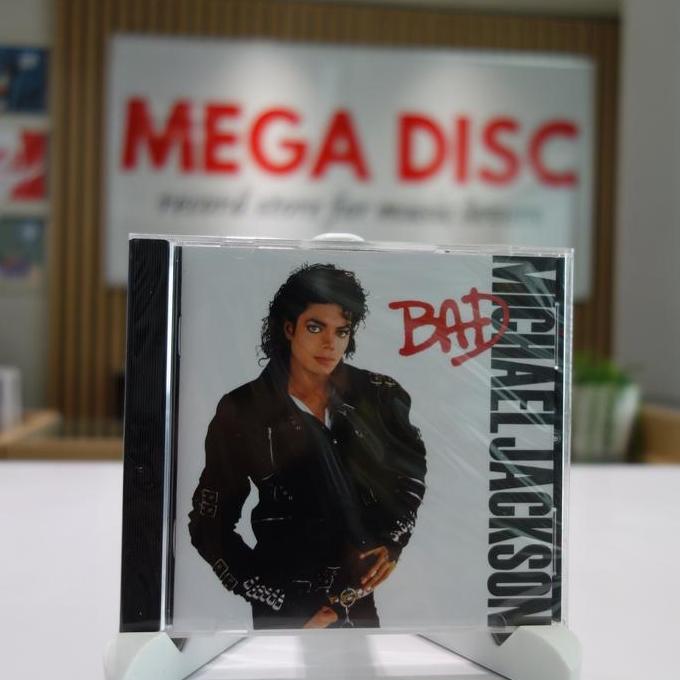 MEGA DISC
record store for music lovers
BAD
MICHAEL JACKSON